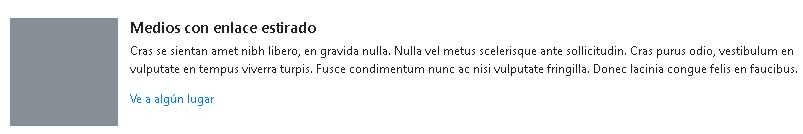 Medios con enlace estirado
Cras se sientan amet nibh libero, en gravida nulla. Nulla vel metus scelerisque ante sollicitudin. Cras purus odio, vestibulum en
vulputate en tempus viverra turpis. Fusce condimentum nunc ac nisi vulputate fringilla. Donec lacinia congue felis en faucibus.
Ve a algún lugar